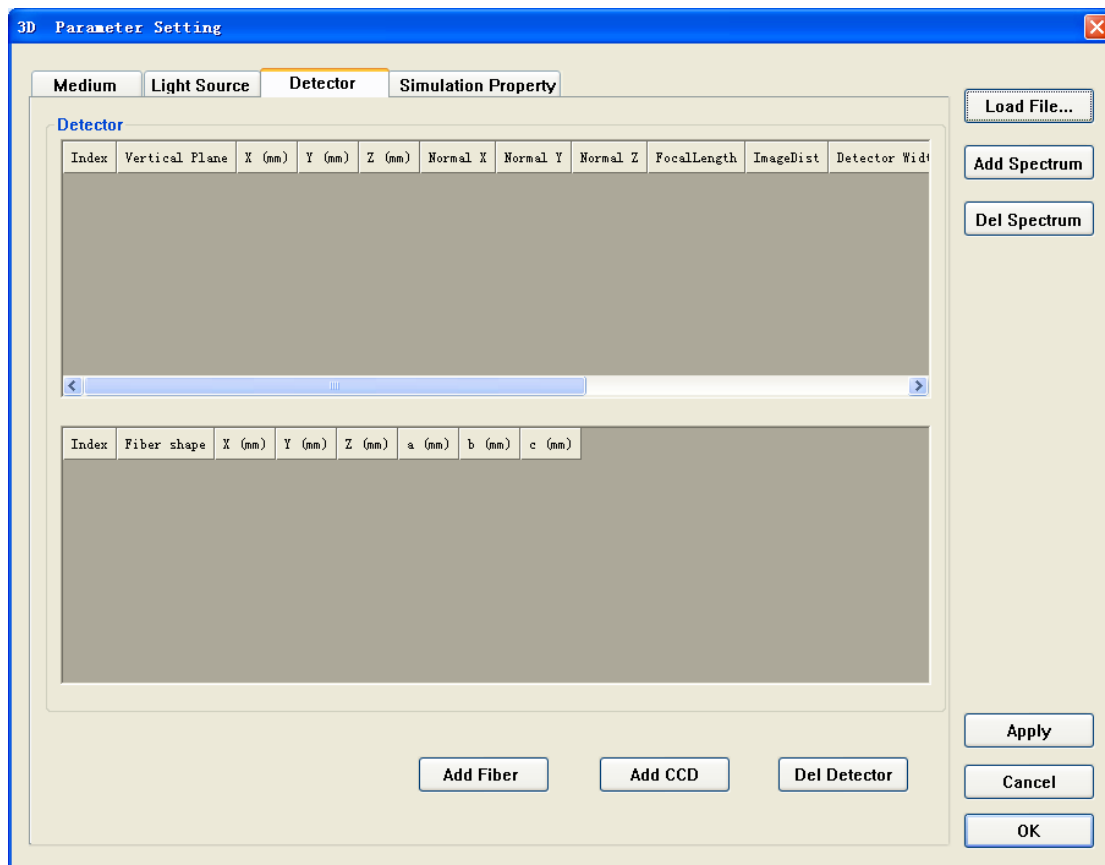 3D Parameter Setting
Medium Light Source Detector Simulation Property
Load File...
Detector
Index Vertical Plane X (mm) Y (mm) Z (mm) Normal X Normal Y Normal Z FocalLength ImageDist Detector Widt
Add Spectrum
Del Spectrum
Index Fiber shape X (mm) Y (mm) Z (mm) a (mm) b (mm) c (mm)
Apply
Add Fiber Add CCD Del Detector
Cancel
OK